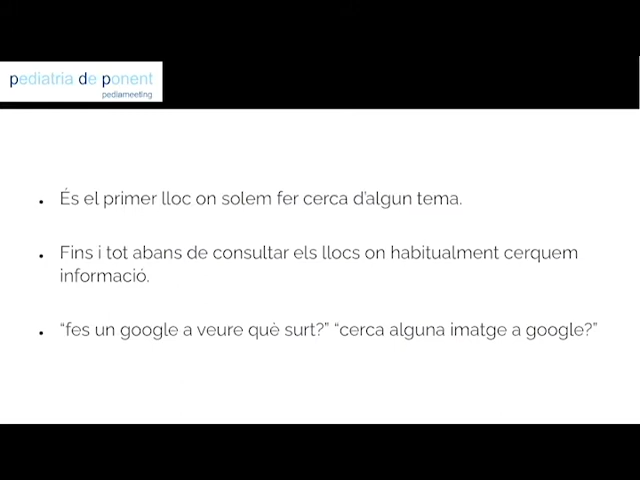 pediatria de ponent
pediameeting
És el primer lloc on solem fer cerca d'algun tema.
Fins i tot abans de consultar els llocs on habitualment cerquem
informació.
“fes un google a veure què surt?” “cerca alguna imatge a google?”